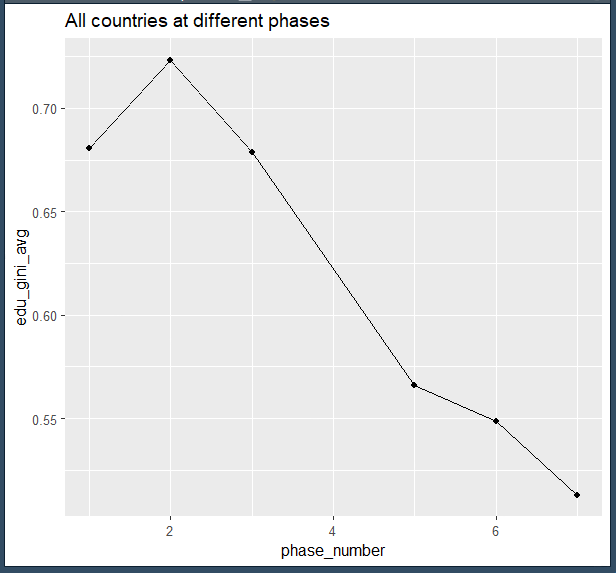 All countries at different phases
edu_gini_avg
0.70
0.65
0.60
0.55
2 4 6
phase_number